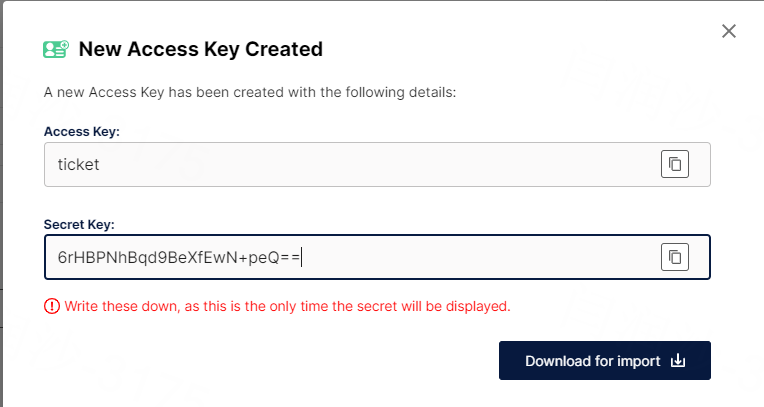 New Access Key Created
A new Access Key has been created with the following details:
Access Key:
ticket
Secret Key:
6rHBPNhBqd9BeXfEwN+peQ==
Write these down, as this is the only time the secret will be displayed.
Download for import